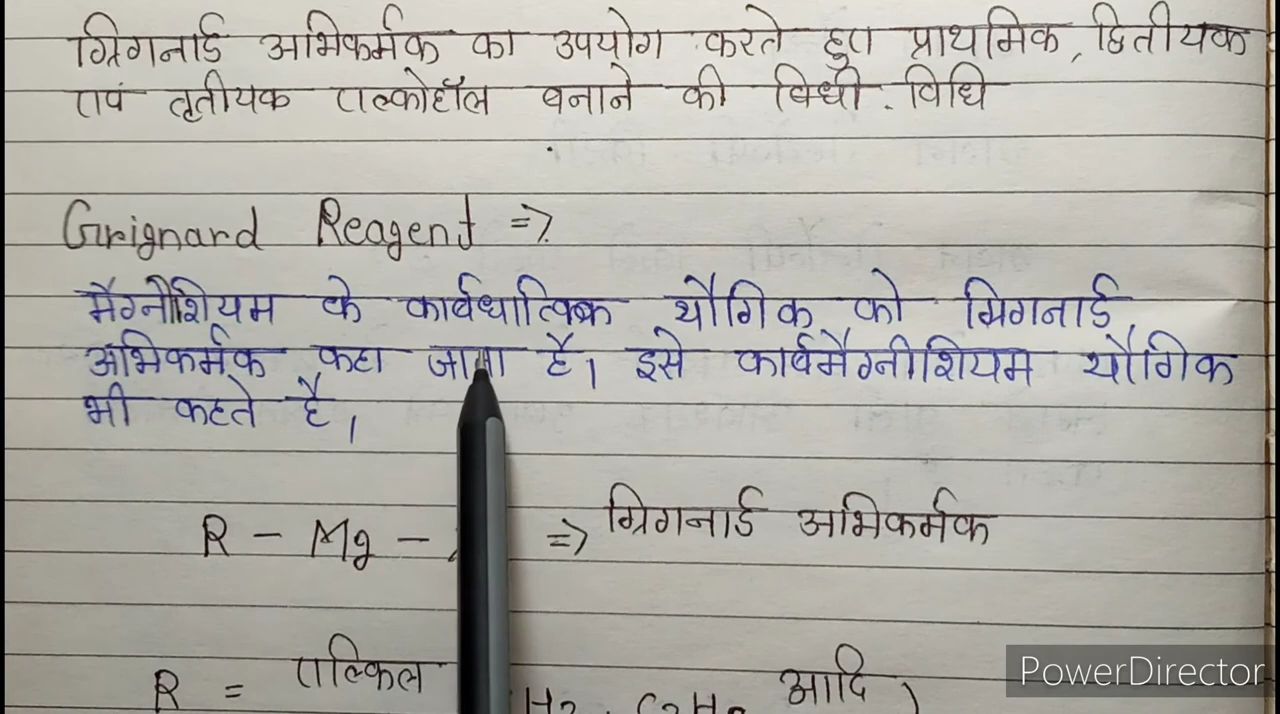 ग्रिगनार्ड अभिकर्मक का उपयोग करते हुए प्राथमिक, द्वितीयक
एवं तृतीयक एल्कोहॉल बनाने की विधी. विधि
Grignard Reagent =>
मैग्नीशियम के कार्बधात्विक यौगिक को ग्रिगनार्ड
अभिकर्मक कहा जाता है। इसे कार्बमैग्नीशियम यौगिक
भी कहते है।
R - Mg - => ग्रिगनार्ड अभिकर्मक
R = एल्किल आदि )
PowerDirector